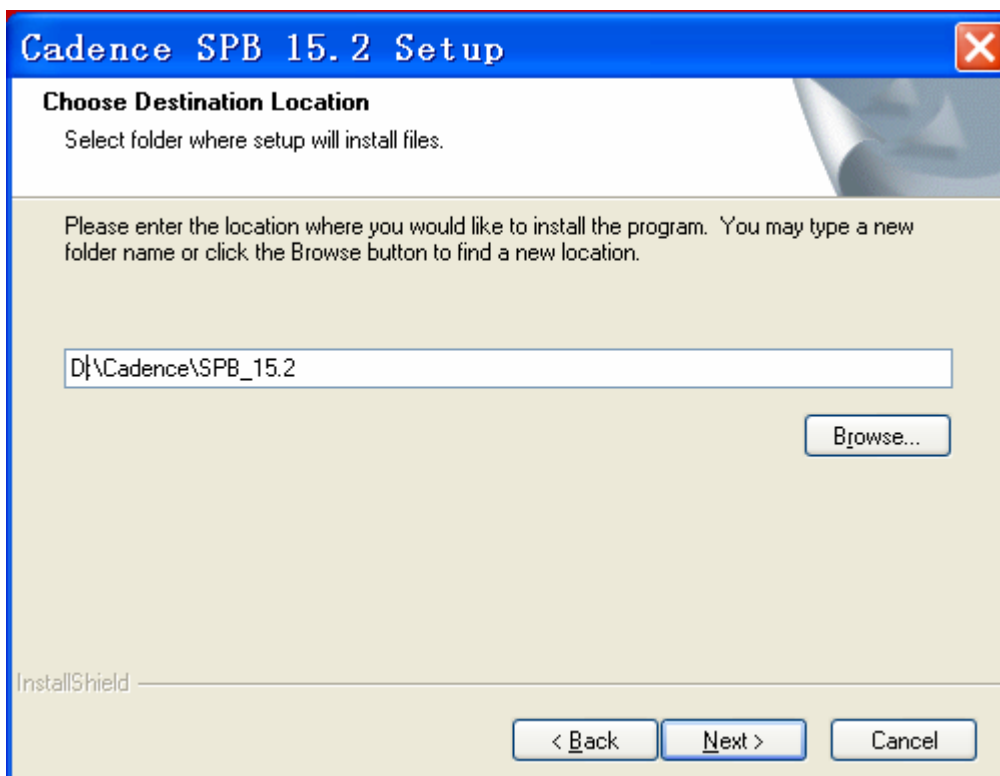 Cadence SPB 15.2 Setup
Choose Destination Location
Select folder where setup will install files.
Please enter the location where you would like to install the program. You may type a new
folder name or click the Browse button to find a new location.
D:\Cadence\SPB_15.2
Browse...
InstallShield
< Back
Next >
Cancel